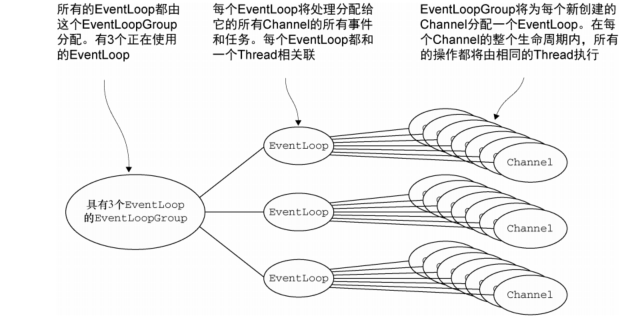 所有的EventLoop都由
这个EventLoopGroup
分配。有3个正在使用
的EventLoop
每个EventLoop将处理分配给
它的所有Channel的所有事件
和任务。每个EventLoop都和
一个Thread相关联
EventLoopGroup将为每个新创建的
Channel分配一个EventLoop。在每
个Channel的整个生命周期内，所有
的操作都将由相同的Thread执行
EventLoop
Channel
具有3个EventLoop
的EventLoopGroup
EventLoop
Channel
EventLoop
Channel